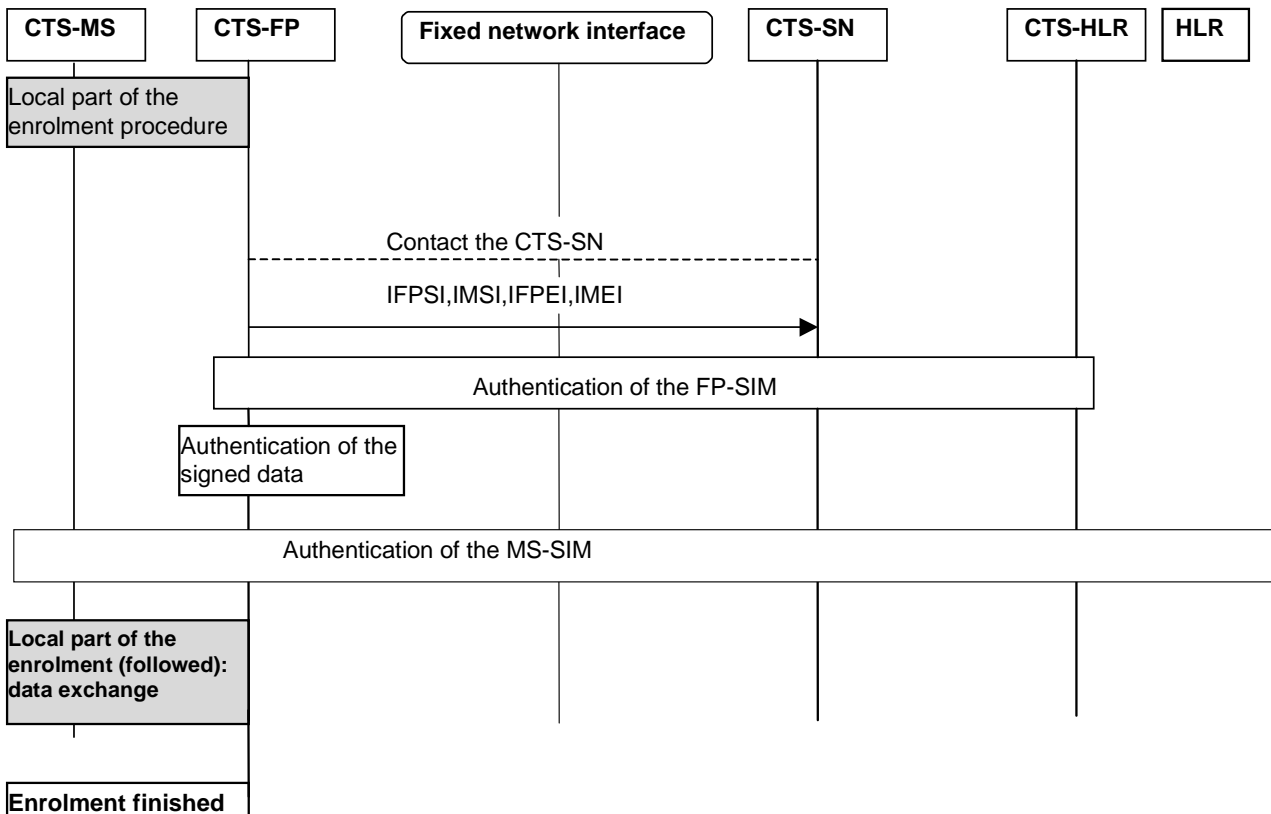 CTS-MS
CTS-FP
Fixed network interface
CTS-SN
CTS-HLR
HLR
Local part of the
enrolment procedure
Contact the CTS-SN
IFPSI,IMSI,IFPEI,IMEI
Authentication of the FP-SIM
Authentication of the
signed data
Authentication of the MS-SIM
Local part of the
enrolment (followed):
data exchange
Enrolment finished